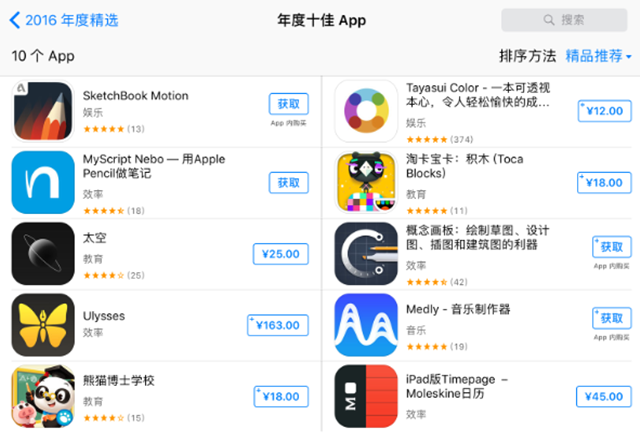 2016 年度精选
年度十佳 App
搜索
10 个 App
排序方法 精品推荐
SketchBook Motion
娱乐
(13)
获取
App 内购买
MyScript Nebo — 用Apple
Pencil做笔记
效率
(18)
获取
太空
教育
(25)
¥25.00
Ulysses
效率
+ ¥163.00
熊猫博士学校
教育
(15)
+ ¥18.00
Tayasui Color - 一本可透视
本心，令人轻松愉快的成…
娱乐
(374)
+ ¥12.00
淘卡宝卡：积木 (Toca
Blocks)
教育
(11)
+ ¥18.00
概念画板：绘制草图、设计
图、插图和建筑图的利器
效率
(42)
+ 获取
App 内购买
Medly - 音乐制作器
音乐
(19)
+ 获取
App 内购买
iPad版Timepage –
Moleskine日历
效率
¥45.00
M